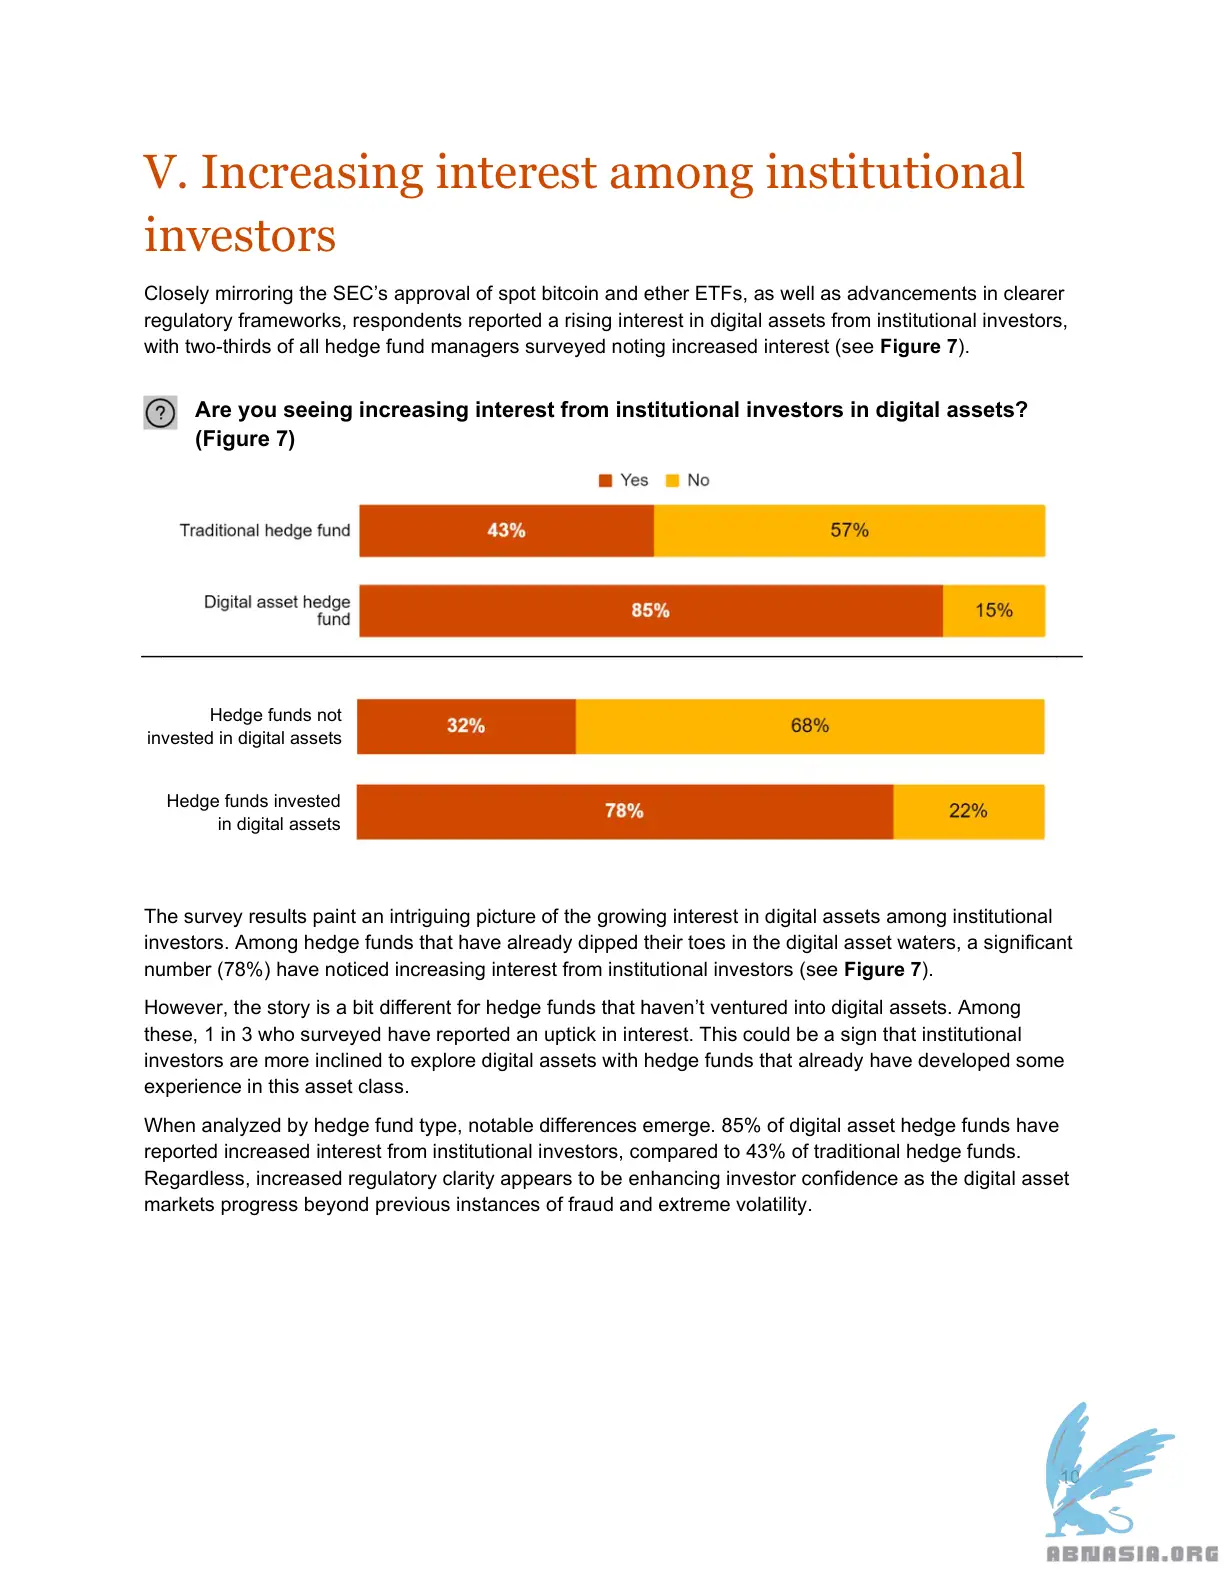 V. Increasing interest among institutional
investors
Closely mirroring the SEC’s approval of spot bitcoin and ether ETFs, as well as advancements in clearer
regulatory frameworks, respondents reported a rising interest in digital assets from institutional investors,
with two-thirds of all hedge fund managers surveyed noting increased interest (see Figure 7).
? Are you seeing increasing interest from institutional investors in digital assets?
(Figure 7)
Yes No
Traditional hedge fund 43% 57%
Digital asset hedge
fund 85% 15%
Hedge funds not
invested in digital assets 32% 68%
Hedge funds invested
in digital assets 78% 22%
The survey results paint an intriguing picture of the growing interest in digital assets among institutional
investors. Among hedge funds that have already dipped their toes in the digital asset waters, a significant
number (78%) have noticed increasing interest from institutional investors (see Figure 7).
However, the story is a bit different for hedge funds that haven’t ventured into digital assets. Among
these, 1 in 3 who surveyed have reported an uptick in interest. This could be a sign that institutional
investors are more inclined to explore digital assets with hedge funds that already have developed some
experience in this asset class.
When analyzed by hedge fund type, notable differences emerge. 85% of digital asset hedge funds have
reported increased interest from institutional investors, compared to 43% of traditional hedge funds.
Regardless, increased regulatory clarity appears to be enhancing investor confidence as the digital asset
markets progress beyond previous instances of fraud and extreme volatility.
10
ABNASIA.ORG